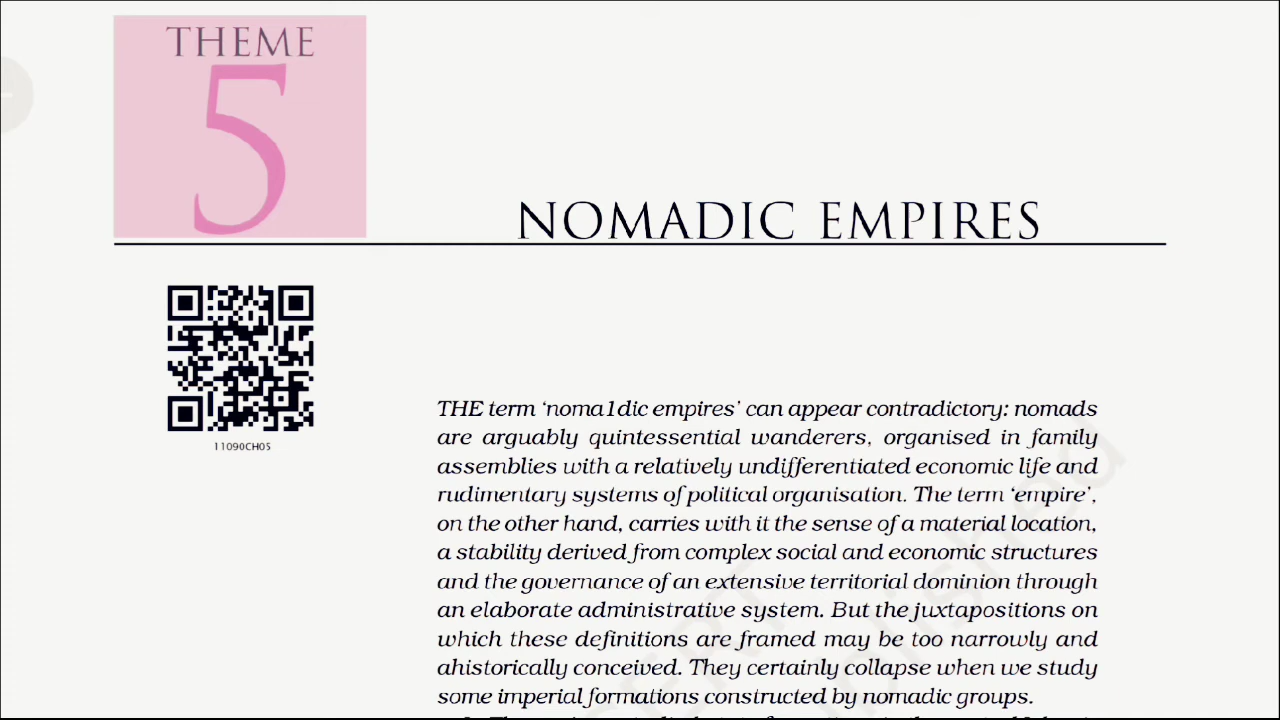 THEME
5
NOMADIC EMPIRES
11090CH05
THE term ‘noma1dic empires’ can appear contradictory: nomads
are arguably quintessential wanderers, organised in family
assemblies with a relatively undifferentiated economic life and
rudimentary systems of political organisation. The term ‘empire’,
on the other hand, carries with it the sense of a material location,
a stability derived from complex social and economic structures
and the governance of an extensive territorial dominion through
an elaborate administrative system. But the juxtapositions on
which these definitions are framed may be too narrowly and
ahistorically conceived. They certainly collapse when we study
some imperial formations constructed by nomadic groups.